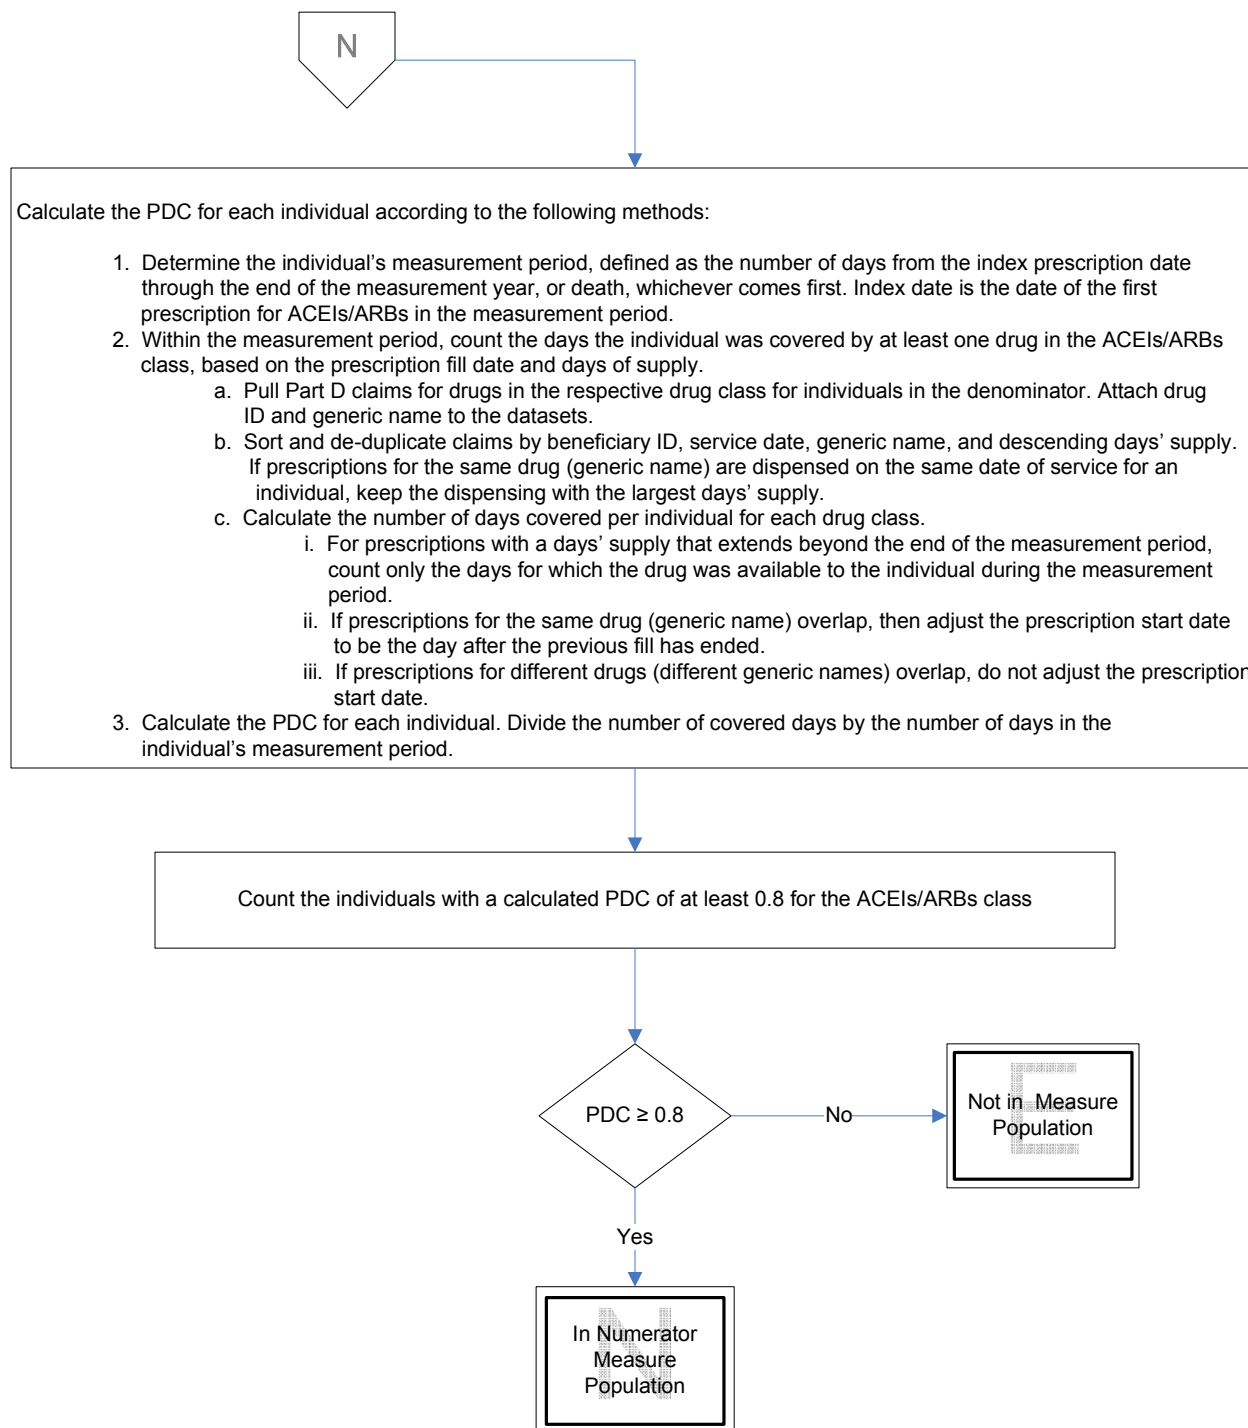 N
Calculate the PDC for each individual according to the following methods:
1. Determine the individual's measurement period, defined as the number of days from the index prescription date
through the end of the measurement year, or death, whichever comes first. Index date is the date of the first
prescription for ACEIs/ARBs in the measurement period.
2. Within the measurement period, count the days the individual was covered by at least one drug in the ACEIs/ARBs
class, based on the prescription fill date and days of supply.
a. Pull Part D claims for drugs in the respective drug class for individuals in the denominator. Attach drug
ID and generic name to the datasets.
b. Sort and de-duplicate claims by beneficiary ID, service date, generic name, and descending days' supply.
If prescriptions for the same drug (generic name) are dispensed on the same date of service for an
individual, keep the dispensing with the largest days' supply.
c. Calculate the number of days covered per individual for each drug class.
i. For prescriptions with a days' supply that extends beyond the end of the measurement period,
count only the days for which the drug was available to the individual during the measurement
period.
ii. If prescriptions for the same drug (generic name) overlap, then adjust the prescription start date
to be the day after the previous fill has ended.
iii. If prescriptions for different drugs (different generic names) overlap, do not adjust the prescription
start date.
3. Calculate the PDC for each individual. Divide the number of covered days by the number of days in the
individual's measurement period.
Count the individuals with a calculated PDC of at least 0.8 for the ACEIs/ARBs class
PDC ≥ 0.8
No
E
Not in Measure
Population
Yes
N
In Numerator
Measure
Population